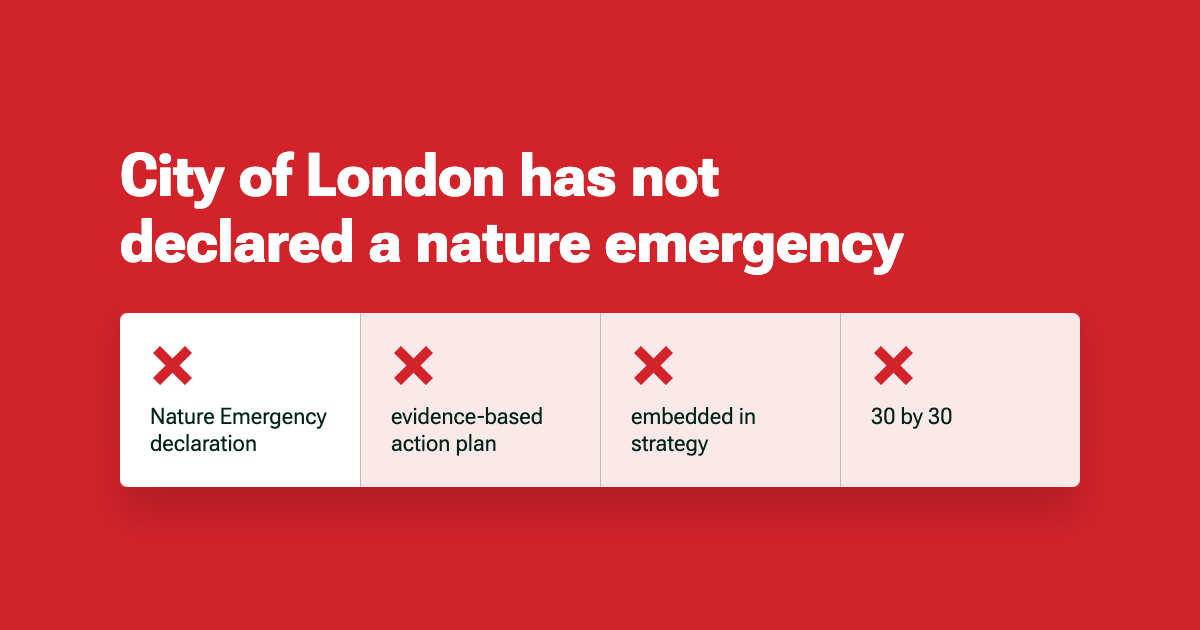 City of London has not
declared a nature emergency
Nature Emergency
declaration
evidence-based
action plan
embedded in
strategy
30 by 30